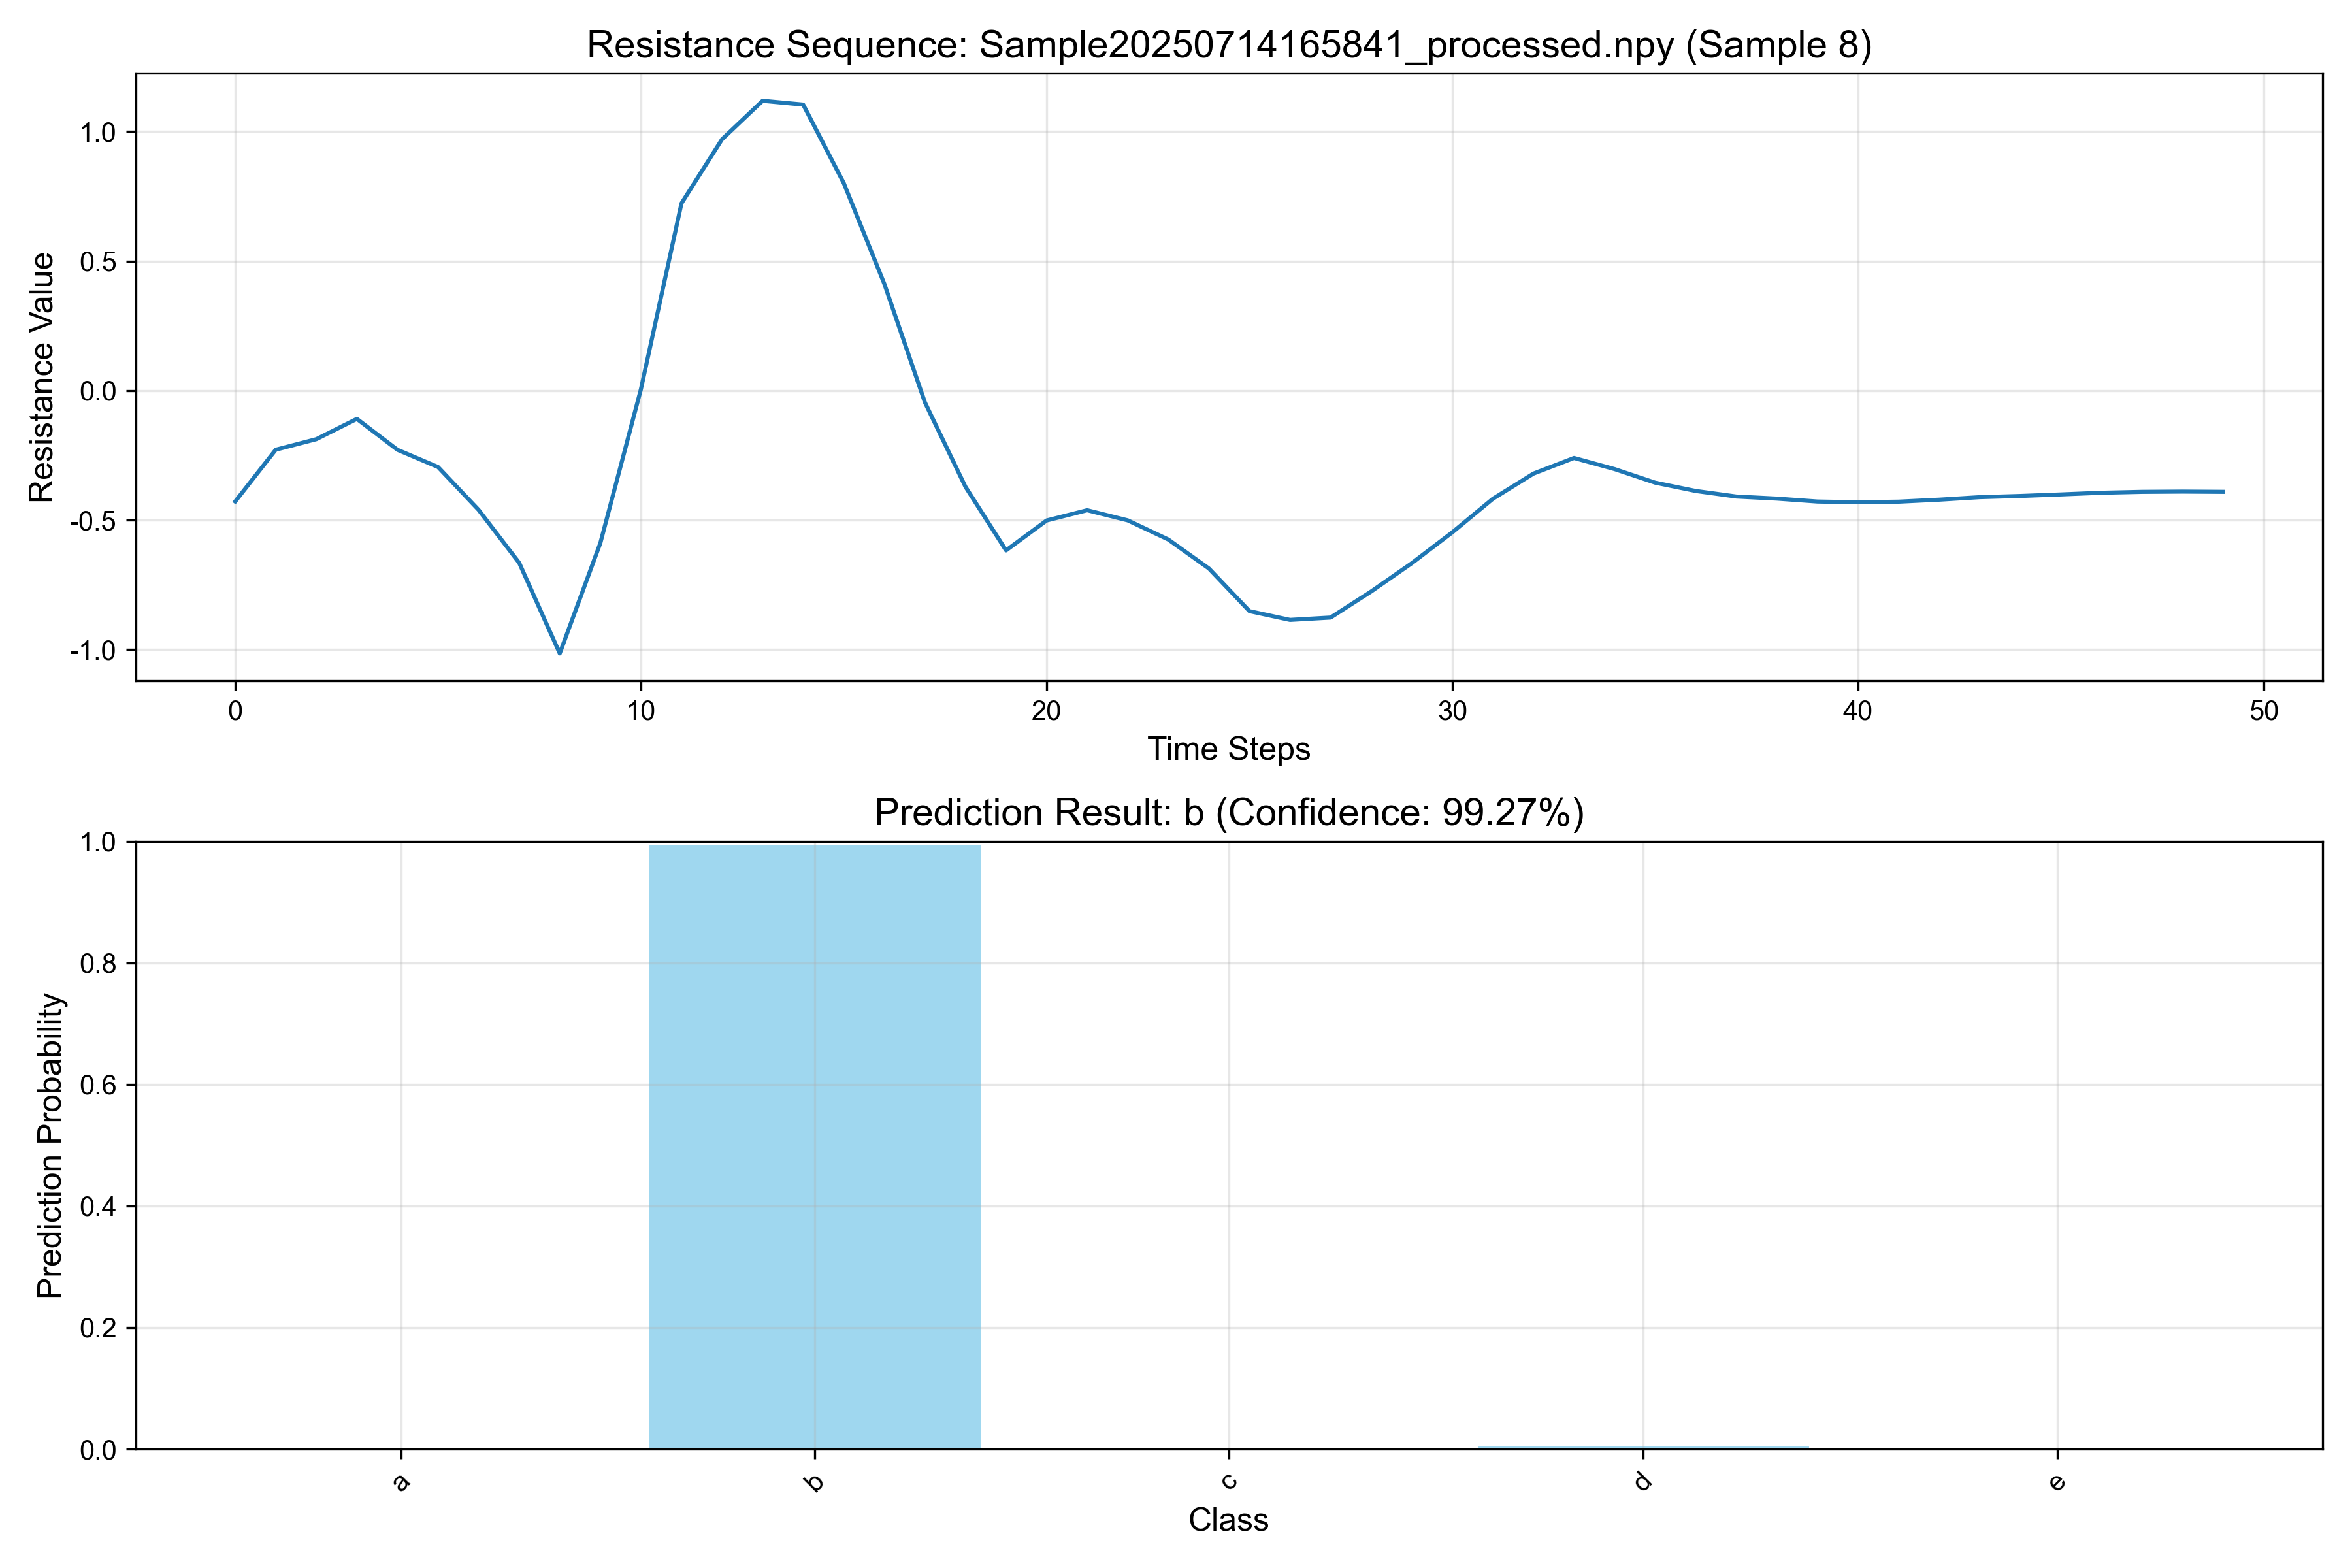 Resistance Sequence: Sample20250714165841_processed.npy (Sample 8)
Resistance Value
1.0
0.5
0.0
-0.5
-1.0
0 10 20 30 40 50
Time Steps
Prediction Result: b (Confidence: 99.27%)
Prediction Probability
1.0
0.8
0.6
0.4
0.2
0.0
a b c d e
Class